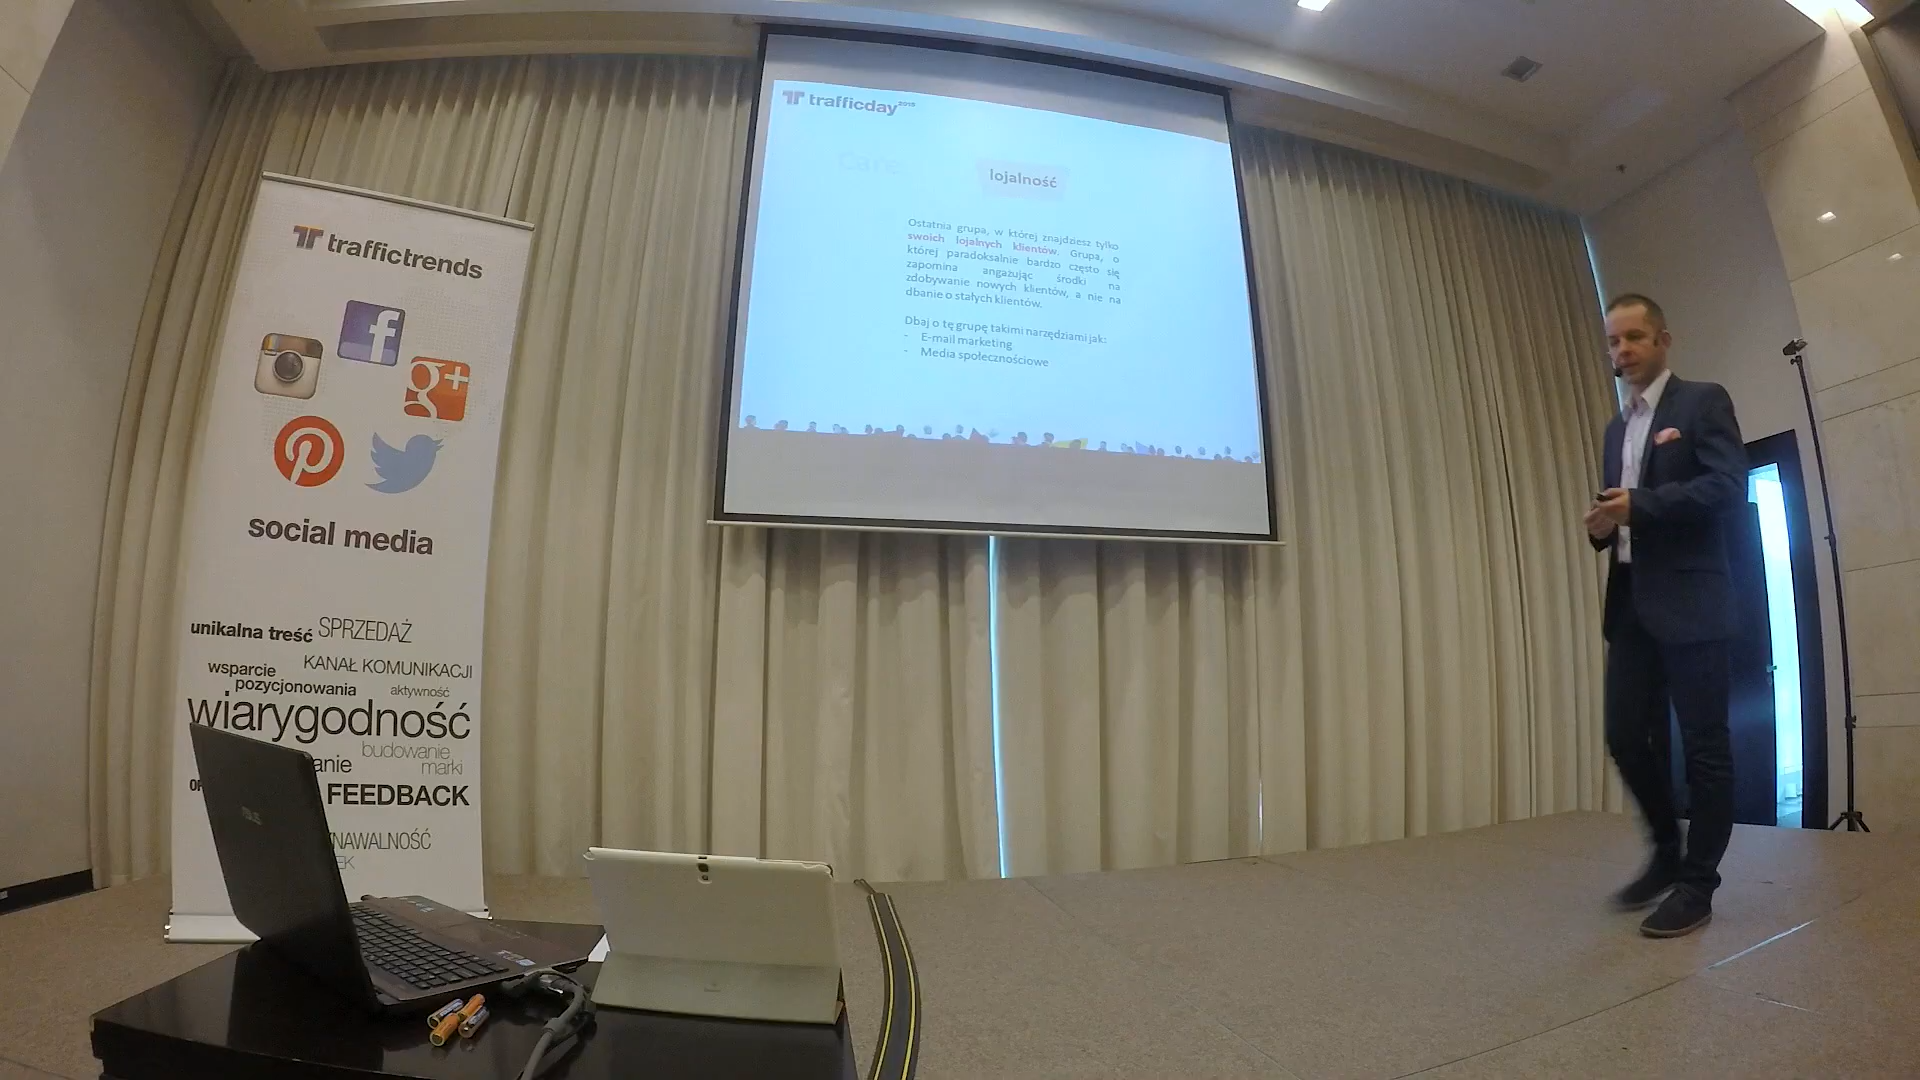 traffictrends
social media
unikalna treść SPRZEDAŻ
wsparcie KANAŁ KOMUNIKACJI
pozycjonowania aktywność
wiarygodność
budowanie
marki
FEEDBACK
trafficday 2015
lojalność
Ostatnia grupa, w której znajdziesz tylko
swoich lojalnych klientów. Grupa, o
której paradoksalnie bardzo często się
zapomina angażując środki na
zdobywanie nowych klientów, a nie na
dbanie o stałych klientów.
Dbaj o tę grupę takimi narzędziami jak:
- E-mail marketing
- Media społecznościowe
ASUS